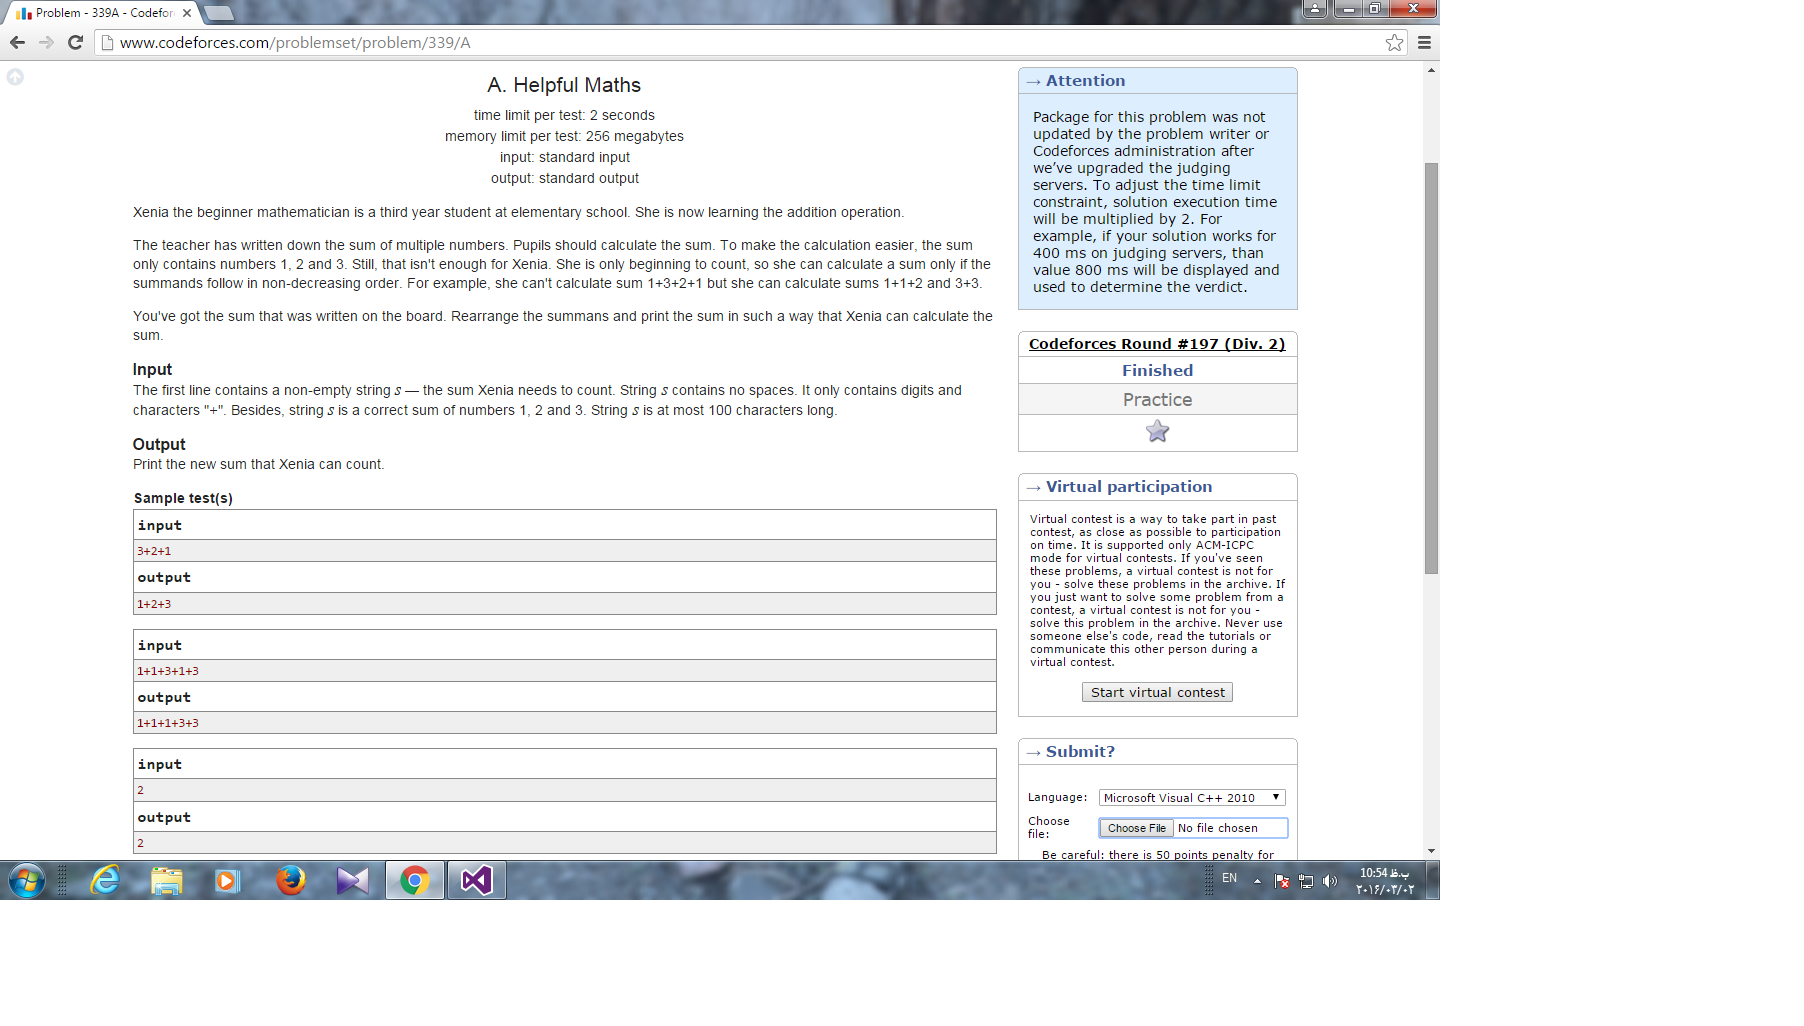 Problem - 339A - Codefor
www.codeforces.com/problemset/problem/339/A
A. Helpful Maths
time limit per test: 2 seconds
memory limit per test: 256 megabytes
input: standard input
output: standard output
Xenia the beginner mathematician is a third year student at elementary school. She is now learning the addition operation.
The teacher has written down the sum of multiple numbers. Pupils should calculate the sum. To make the calculation easier, the sum
only contains numbers 1, 2 and 3. Still, that isn't enough for Xenia. She is only beginning to count, so she can calculate a sum only if the
summands follow in non-decreasing order. For example, she can't calculate sum 1+3+2+1 but she can calculate sums 1+1+2 and 3+3.
You've got the sum that was written on the board. Rearrange the summans and print the sum in such a way that Xenia can calculate the
sum.
Input
The first line contains a non-empty string s — the sum Xenia needs to count. String s contains no spaces. It only contains digits and
characters "+". Besides, string s is a correct sum of numbers 1, 2 and 3. String s is at most 100 characters long.
Output
Print the new sum that Xenia can count.
Sample test(s)
input
3+2+1
output
1+2+3
input
1+1+3+1+3
output
1+1+1+3+3
input
2
output
2
→ Attention
Package for this problem was not
updated by the problem writer or
Codeforces administration after
we’ve upgraded the judging
servers. To adjust the time limit
constraint, solution execution time
will be multiplied by 2. For
example, if your solution works for
400 ms on judging servers, than
value 800 ms will be displayed and
used to determine the verdict.
Codeforces Round #197 (Div. 2)
Finished
Practice
→ Virtual participation
Virtual contest is a way to take part in past
contest, as close as possible to participation
on time. It is supported only ACM-ICPC
mode for virtual contests. If you've seen
these problems, a virtual contest is not for
you - solve these problems in the archive. If
you just want to solve some problem from a
contest, a virtual contest is not for you -
solve this problem in the archive. Never use
someone else's code, read the tutorials or
communicate this other person during a
virtual contest.
Start virtual contest
→ Submit?
Language: Microsoft Visual C++ 2010
Choose file: Choose File No file chosen
Be careful: there is 50 points penalty for
EN
10:54 ب.ظ
۲۰۱۶/۰۳/۰۲